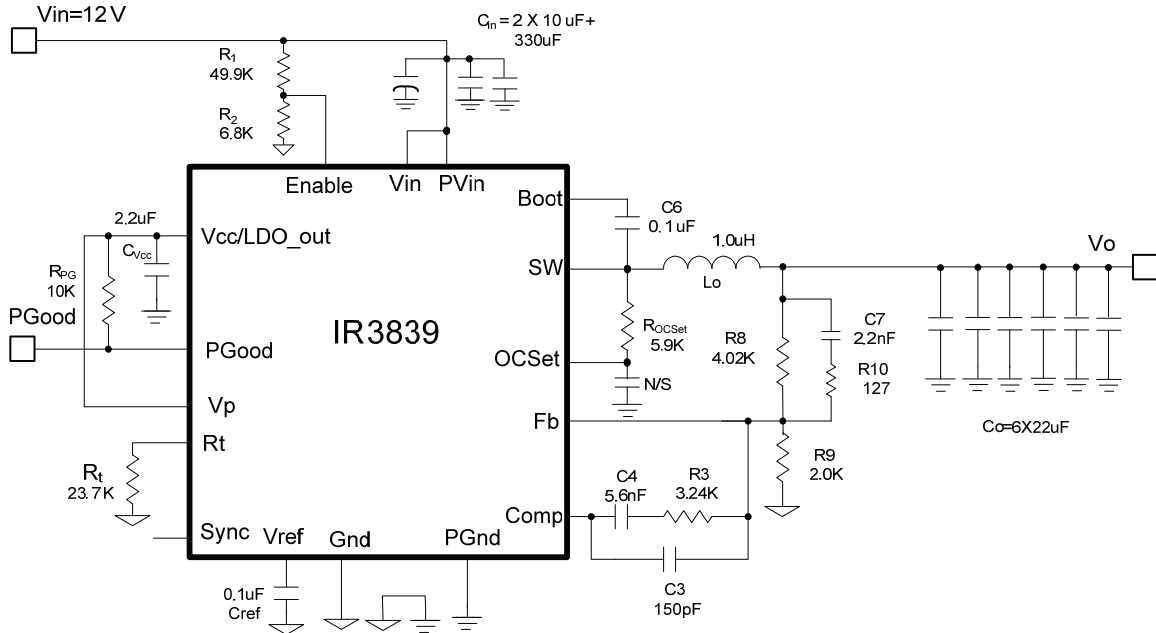 Vin=12V
Cin = 2 X 10 uF+
330uF
R1
49.9K
R2
6.8K
Enable
Vin
PVin
Boot
C6
0.1uF
2.2uF
CVcc
Vcc/LDO_out
SW
1.0uH
Lo
Vo
RPG
10K
PGood
IR3839
ROCSet
5.9K
C7
2.2nF
R8
4.02K
PGood
OCSet
R10
127
N/S
Vp
Fb
Co=6X22uF
Rt
Rt
23.7K
R9
2.0K
C4
5.6nF
R3
3.24K
Comp
Sync
Vref
Gnd
PGnd
C3
150pF
0.1uF
Cref